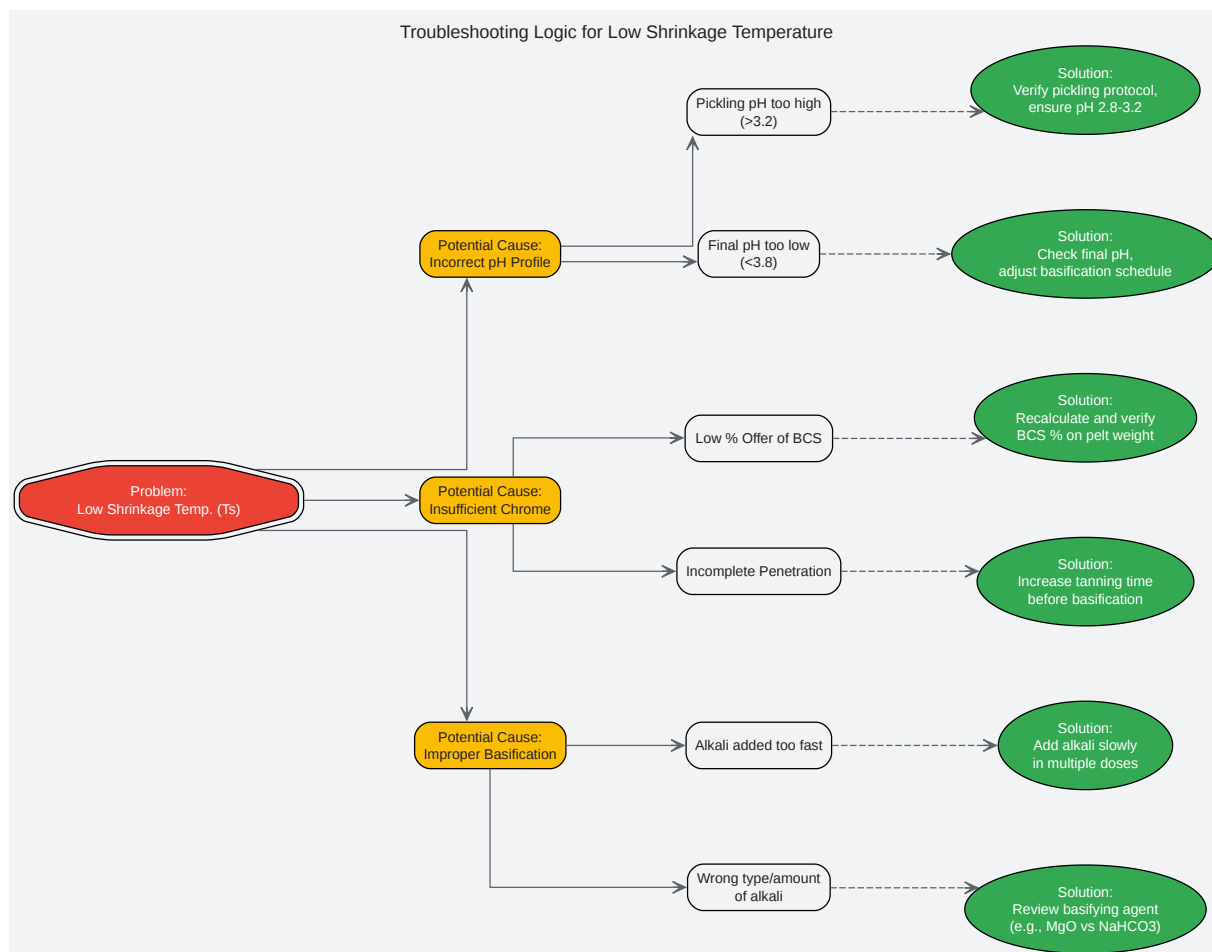 Troubleshooting Logic for Low Shrinkage Temperature
Problem:
Low Shrinkage Temp. (Ts)
Potential Cause:
Incorrect pH Profile
Pickling pH too high
(>3.2)
Solution:
Verify pickling protocol,
ensure pH 2.8-3.2
Final pH too low
(<3.8)
Solution:
Check final pH,
adjust basification schedule
Potential Cause:
Insufficient Chrome
Low % Offer of BCS
Solution:
Recalculate and verify
BCS % on pelt weight
Incomplete Penetration
Solution:
Increase tanning time
before basification
Potential Cause:
Improper Basification
Alkali added too fast
Solution:
Add alkali slowly
in multiple doses
Wrong type/amount
of alkali
Solution:
Review basifying agent
(e.g., MgO vs NaHCO3)